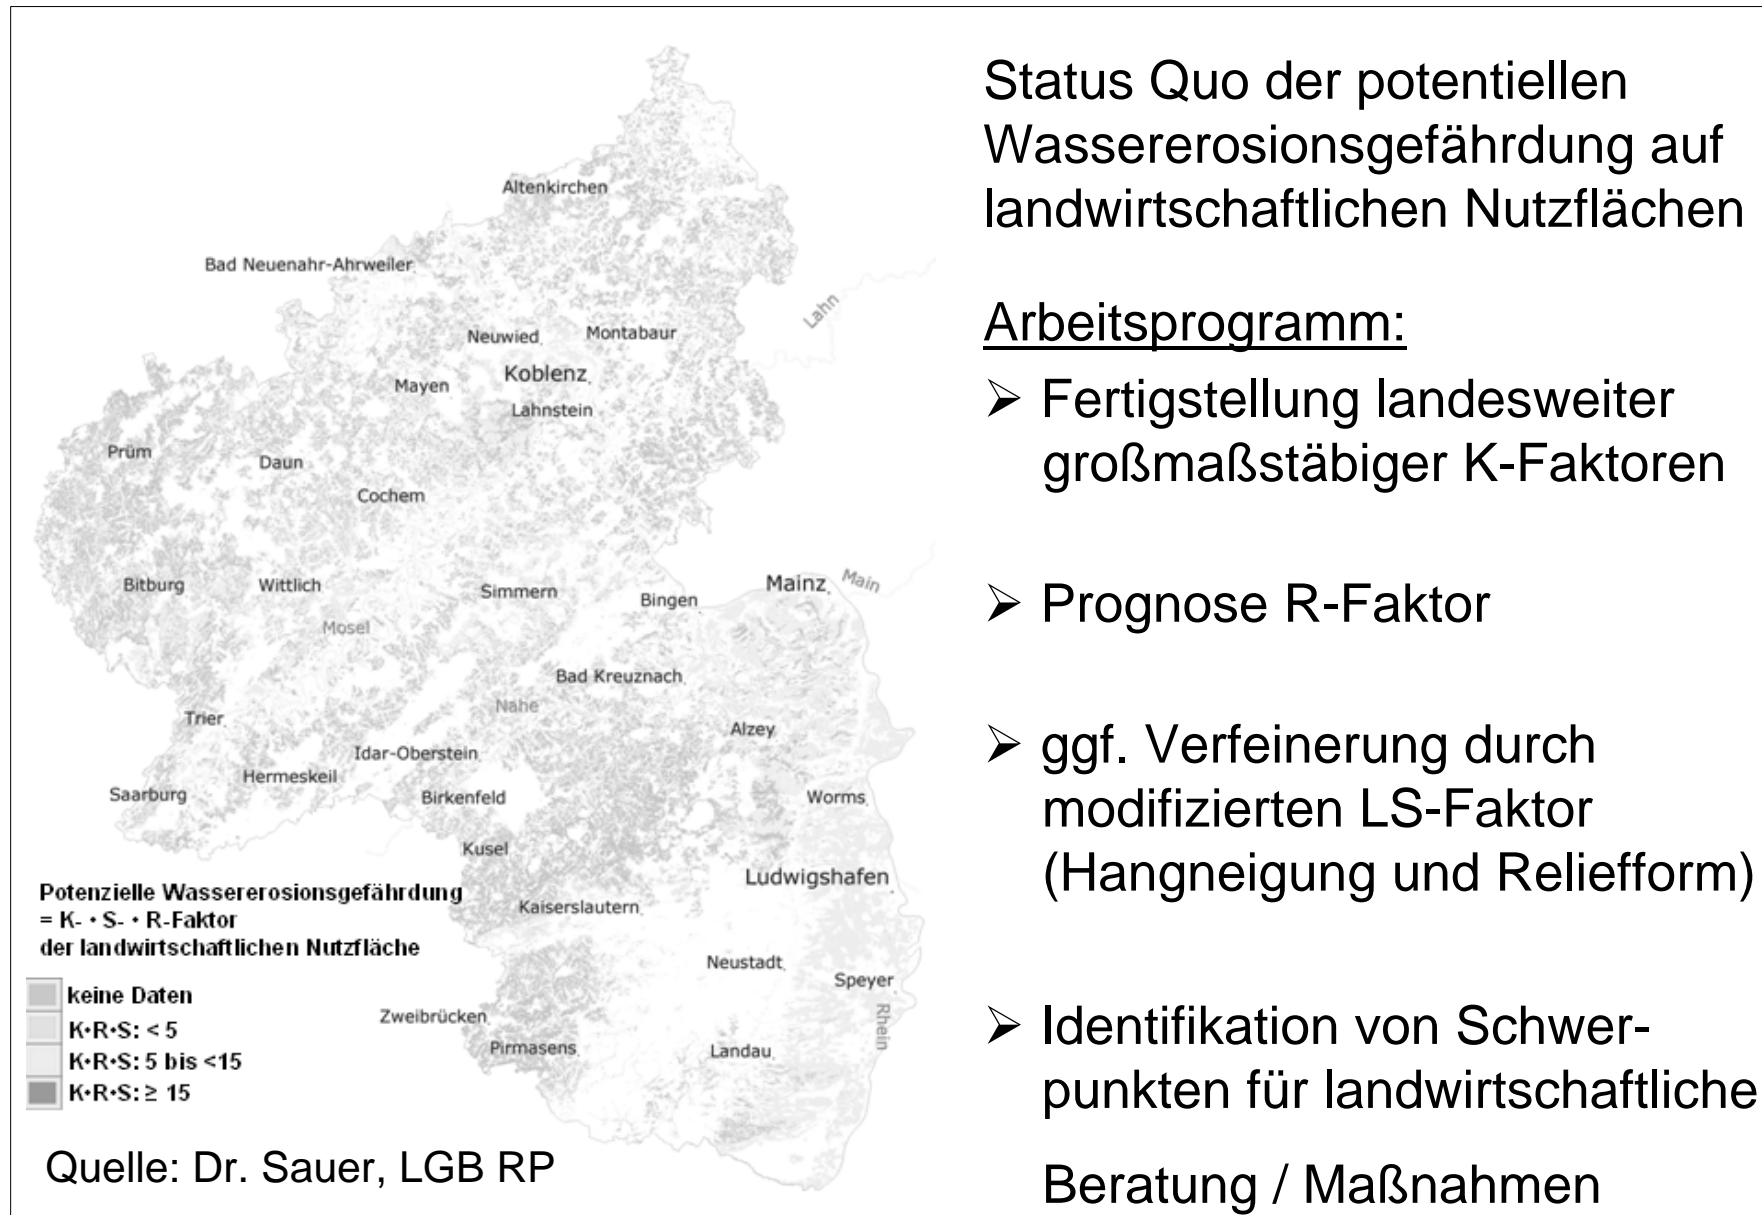 Status Quo der potentiellen
Wassererosionsgefährdung auf
landwirtschaftlichen Nutzflächen
Arbeitsprogramm:
➢ Fertigstellung landesweiter
großmaßstäbiger K-Faktoren
➢ Prognose R-Faktor
➢ ggf. Verfeinerung durch
modifizierten LS-Faktor
(Hangneigung und Reliefform)
➢ Identifikation von Schwer-
punkten für landwirtschaftliche
Beratung / Maßnahmen
Altenkirchen
Bad Neuenahr-Ahrweiler
Lahn
Neuwied
Montabaur
Koblenz
Mayen
Lahnstein
Prüm
Daun
Cochem
Bitburg
Wittlich
Simmern
Bingen
Mainz
Main
Mosel
Bad Kreuznach
Nahe
Trier
Alzey
Idar-Oberstein
Hermeskeil
Saarburg
Birkenfeld
Worms
Kusel
Ludwigshafen
Kaiserslautern
Neustadt
Speyer
Rhein
Zweibrücken
Pirmasens
Landau
Potenzielle Wassererosionsgefährdung
= K- • S- • R-Faktor
der landwirtschaftlichen Nutzfläche
keine Daten
K•R•S: < 5
K•R•S: 5 bis <15
K•R•S: ≥ 15
Quelle: Dr. Sauer, LGB RP